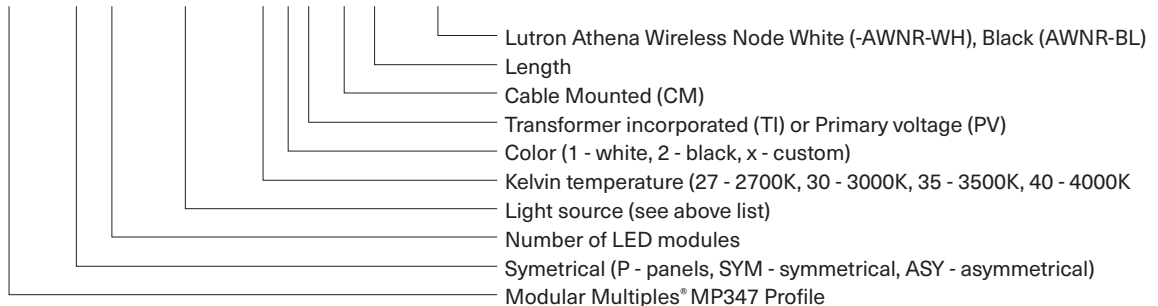 Lutron Athena Wireless Node White (-AWNR-WH), Black (AWNR-BL)
Length
Cable Mounted (CM)
Transformer incorporated (TI) or Primary voltage (PV)
Color (1 - white, 2 - black, x - custom)
Kelvin temperature (27 - 2700K, 30 - 3000K, 35 - 3500K, 40 - 4000K
Light source (see above list)
Number of LED modules
Symetrical (P - panels, SYM - symmetrical, ASY - asymmetrical)
Modular Multiples® MP347 Profile